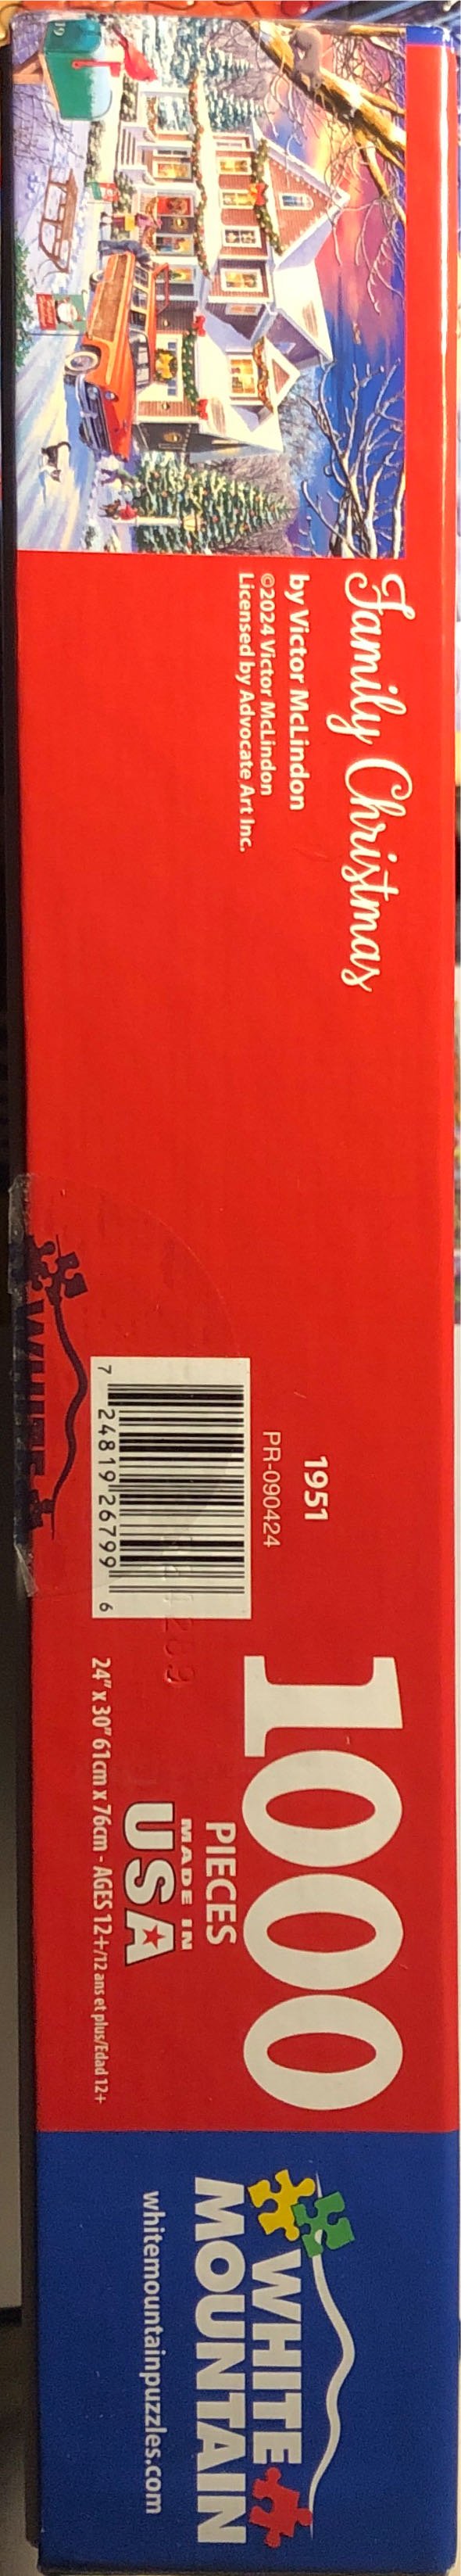 19
Family Christmas
by Victor McLindon
©2024 Victor McLindon
Licensed by Advocate Art Inc.
WHITE
1951
PR-090424
7 24819 26799 6
1000
PIECES
MADE IN
USA
24" x 30" 61cm x 76cm - AGES 12+/12 ans et plus/Edad 12+
WHITE
MOUNTAIN
whitemountainpuzzles.com